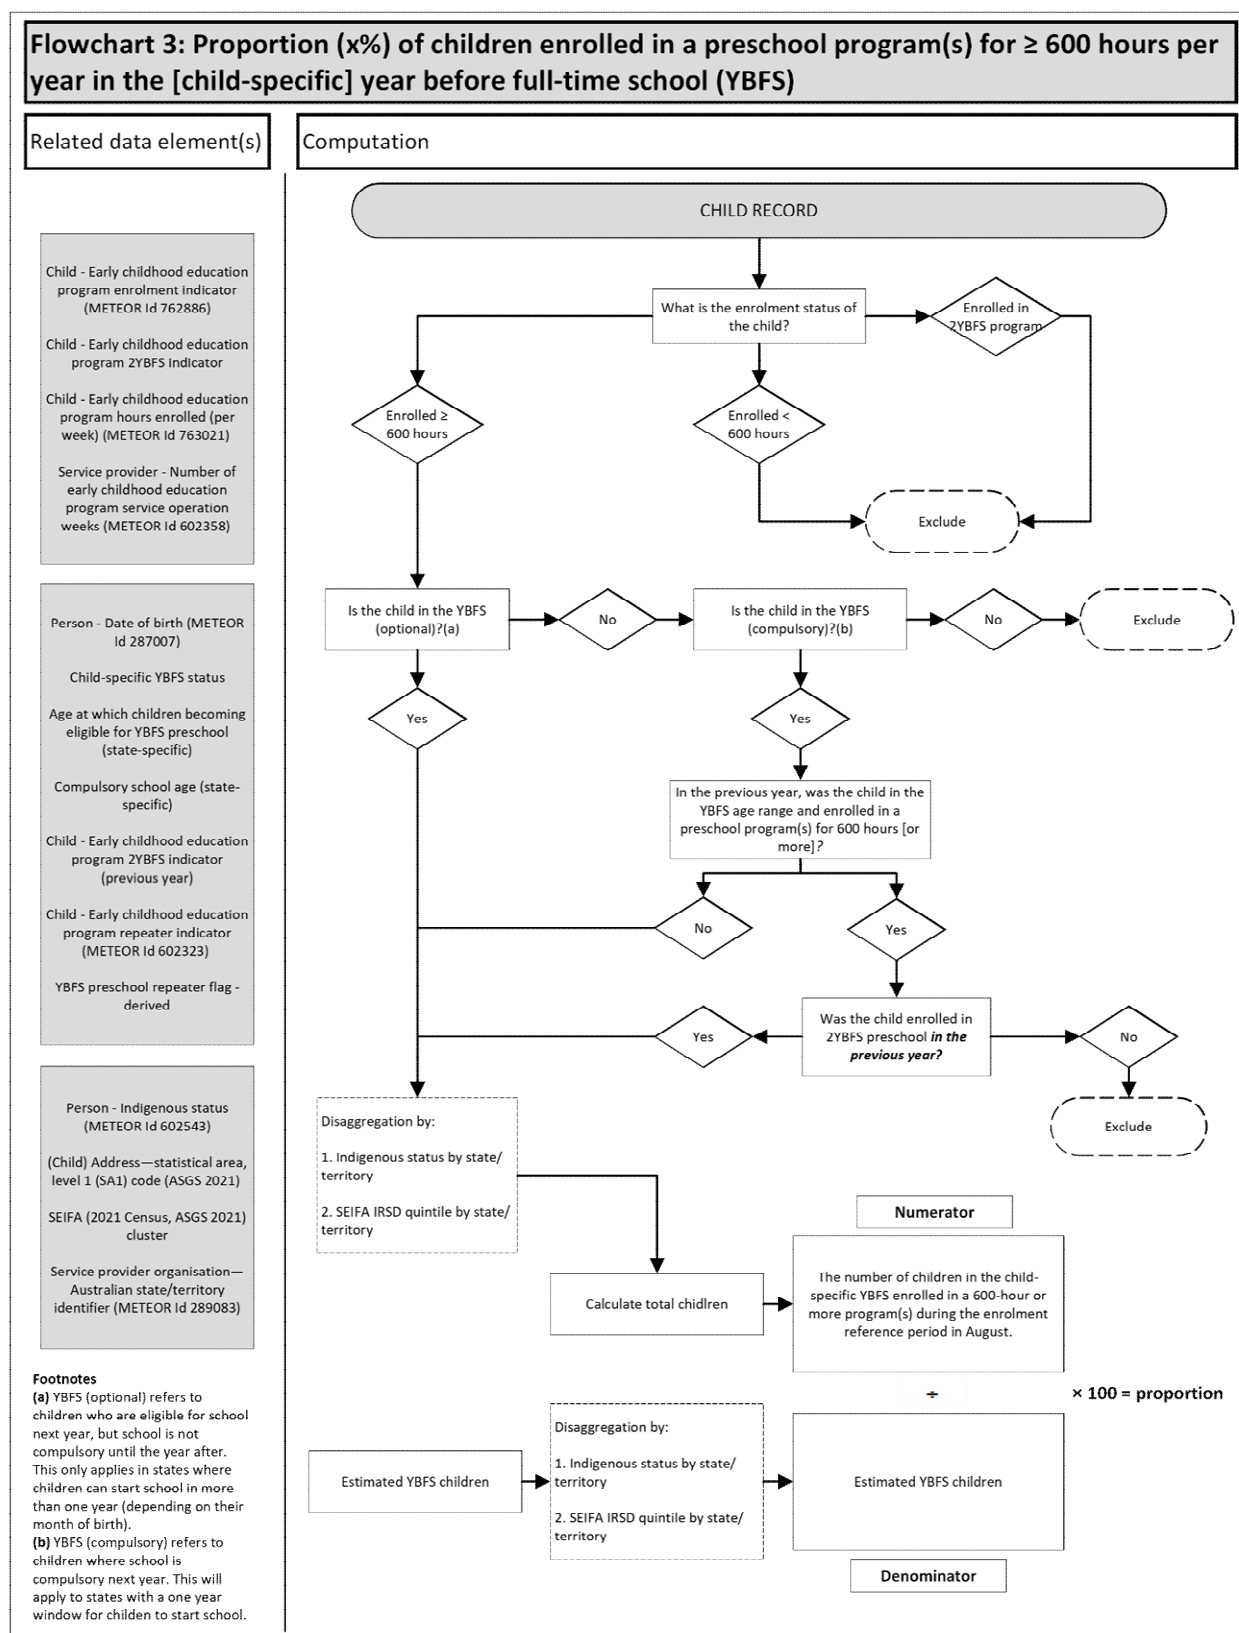 Flowchart 3: Proportion (x%) of children enrolled in a preschool program(s) for ≥ 600 hours per
year in the [child-specific] year before full-time school (YBFS)
Related data element(s)
Computation
Child - Early childhood education
program enrolment indicator
(METEOR Id 762886)
Child - Early childhood education
program 2YBFS Indicator
Child - Early childhood education
program hours enrolled (per
week) (METEOR Id 763021)
Service provider - Number of
early childhood education
program service operation
weeks (METEOR Id 602358)
Person - Date of birth (METEOR
Id 287007)
Child-specific YBFS status
Age at which children becoming
eligible for YBFS preschool
(state-specific)
Compulsory school age (state-
specific)
Child - Early childhood education
program 2YBFS indicator
(previous year)
Child - Early childhood education
program repeater indicator
(METEOR Id 602323)
YBFS preschool repeater flag -
derived
Person - Indigenous status
(METEOR Id 602543)
(Child) Address—statistical area,
level 1 (SA1) code (ASGS 2021)
SEIFA (2021 Census, ASGS 2021)
cluster
Service provider organisation—
Australian state/territory
identifier (METEOR Id 289083)
Footnotes
(a) YBFS (optional) refers to
children who are eligible for school
next year, but school is not
compulsory until the year after.
This only applies in states where
children can start school in more
than one year (depending on their
month of birth).
(b) YBFS (compulsory) refers to
children where school is
compulsory next year. This will
apply to states with a one year
window for childen to start school.
CHILD RECORD
What is the enrolment status of
the child?
Enrolled in
2YBFS program
Enrolled ≥
600 hours
Enrolled <
600 hours
Exclude
Is the child in the YBFS
(optional)?(a)
No
Is the child in the YBFS
(compulsory)?(b)
No
Exclude
Yes
Yes
In the previous year, was the child in the
YBFS age range and enrolled in a
preschool program(s) for 600 hours [or
more]?
No
Yes
Yes
Was the child enrolled in
2YBFS preschool in the
previous year?
No
Exclude
Disaggregation by:
1. Indigenous status by state/
territory
2. SEIFA IRSD quintile by state/
territory
Numerator
Calculate total chidlren
The number of children in the child-
specific YBFS enrolled in a 600-hour or
more program(s) during the enrolment
reference period in August.
÷
× 100 = proportion
Estimated YBFS children
Disaggregation by:
1. Indigenous status by state/
territory
2. SEIFA IRSD quintile by state/
territory
Estimated YBFS children
Denominator